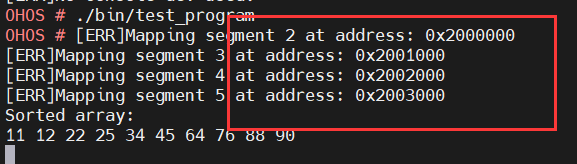 OHOS # ./bin/test_program
OHOS # [ERR]Mapping segment 2 at address: 0x2000000
[ERR]Mapping segment 3 at address: 0x2001000
[ERR]Mapping segment 4 at address: 0x2002000
[ERR]Mapping segment 5 at address: 0x2003000
Sorted array:
11 12 22 25 34 45 64 76 88 90